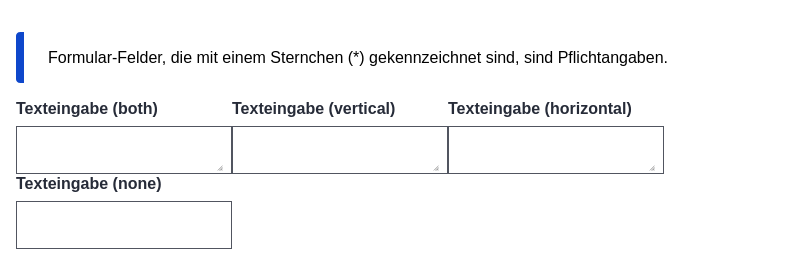 Formular-Felder, die mit einem Sternchen (*) gekennzeichnet sind, sind Pflichtangaben.
Texteingabe (both) Texteingabe (vertical) Texteingabe (horizontal)
Texteingabe (none)